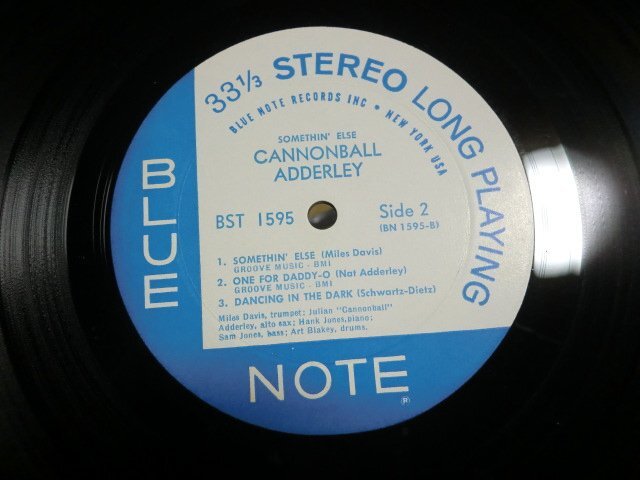 33 1/3 STEREO LONG PLAYING
BLUE NOTE RECORDS INC • NEW YORK USA
SOMETHIN' ELSE
CANNONBALL
ADDERLEY
BST 1595
Side 2
(BN 1595-B)
1. SOMETHIN' ELSE (Miles Davis)
GROOVE MUSIC - BMI
2. ONE FOR DADDY-O (Nat Adderley)
GROOVE MUSIC - BMI
3. DANCING IN THE DARK (Schwartz-Dietz)
Miles Davis, trumpet; Julian "Cannonball"
Adderley, alto sax; Hank Jones, piano;
Sam Jones, bass; Art Blakey, drums.
BLUE
NOTE
®